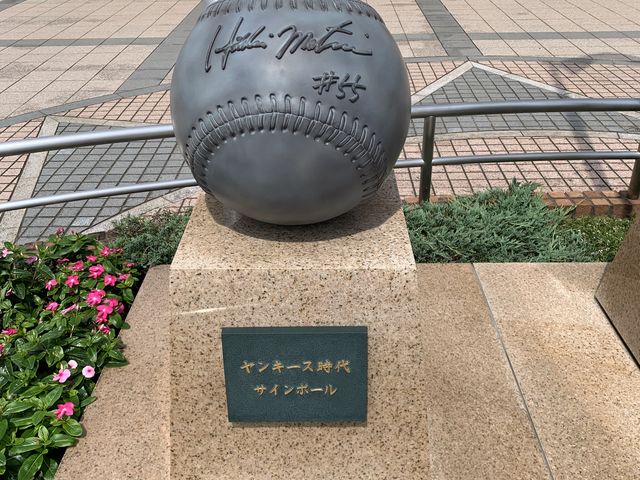 Hideki Matsui
#55
ヤンキース時代
サインボール